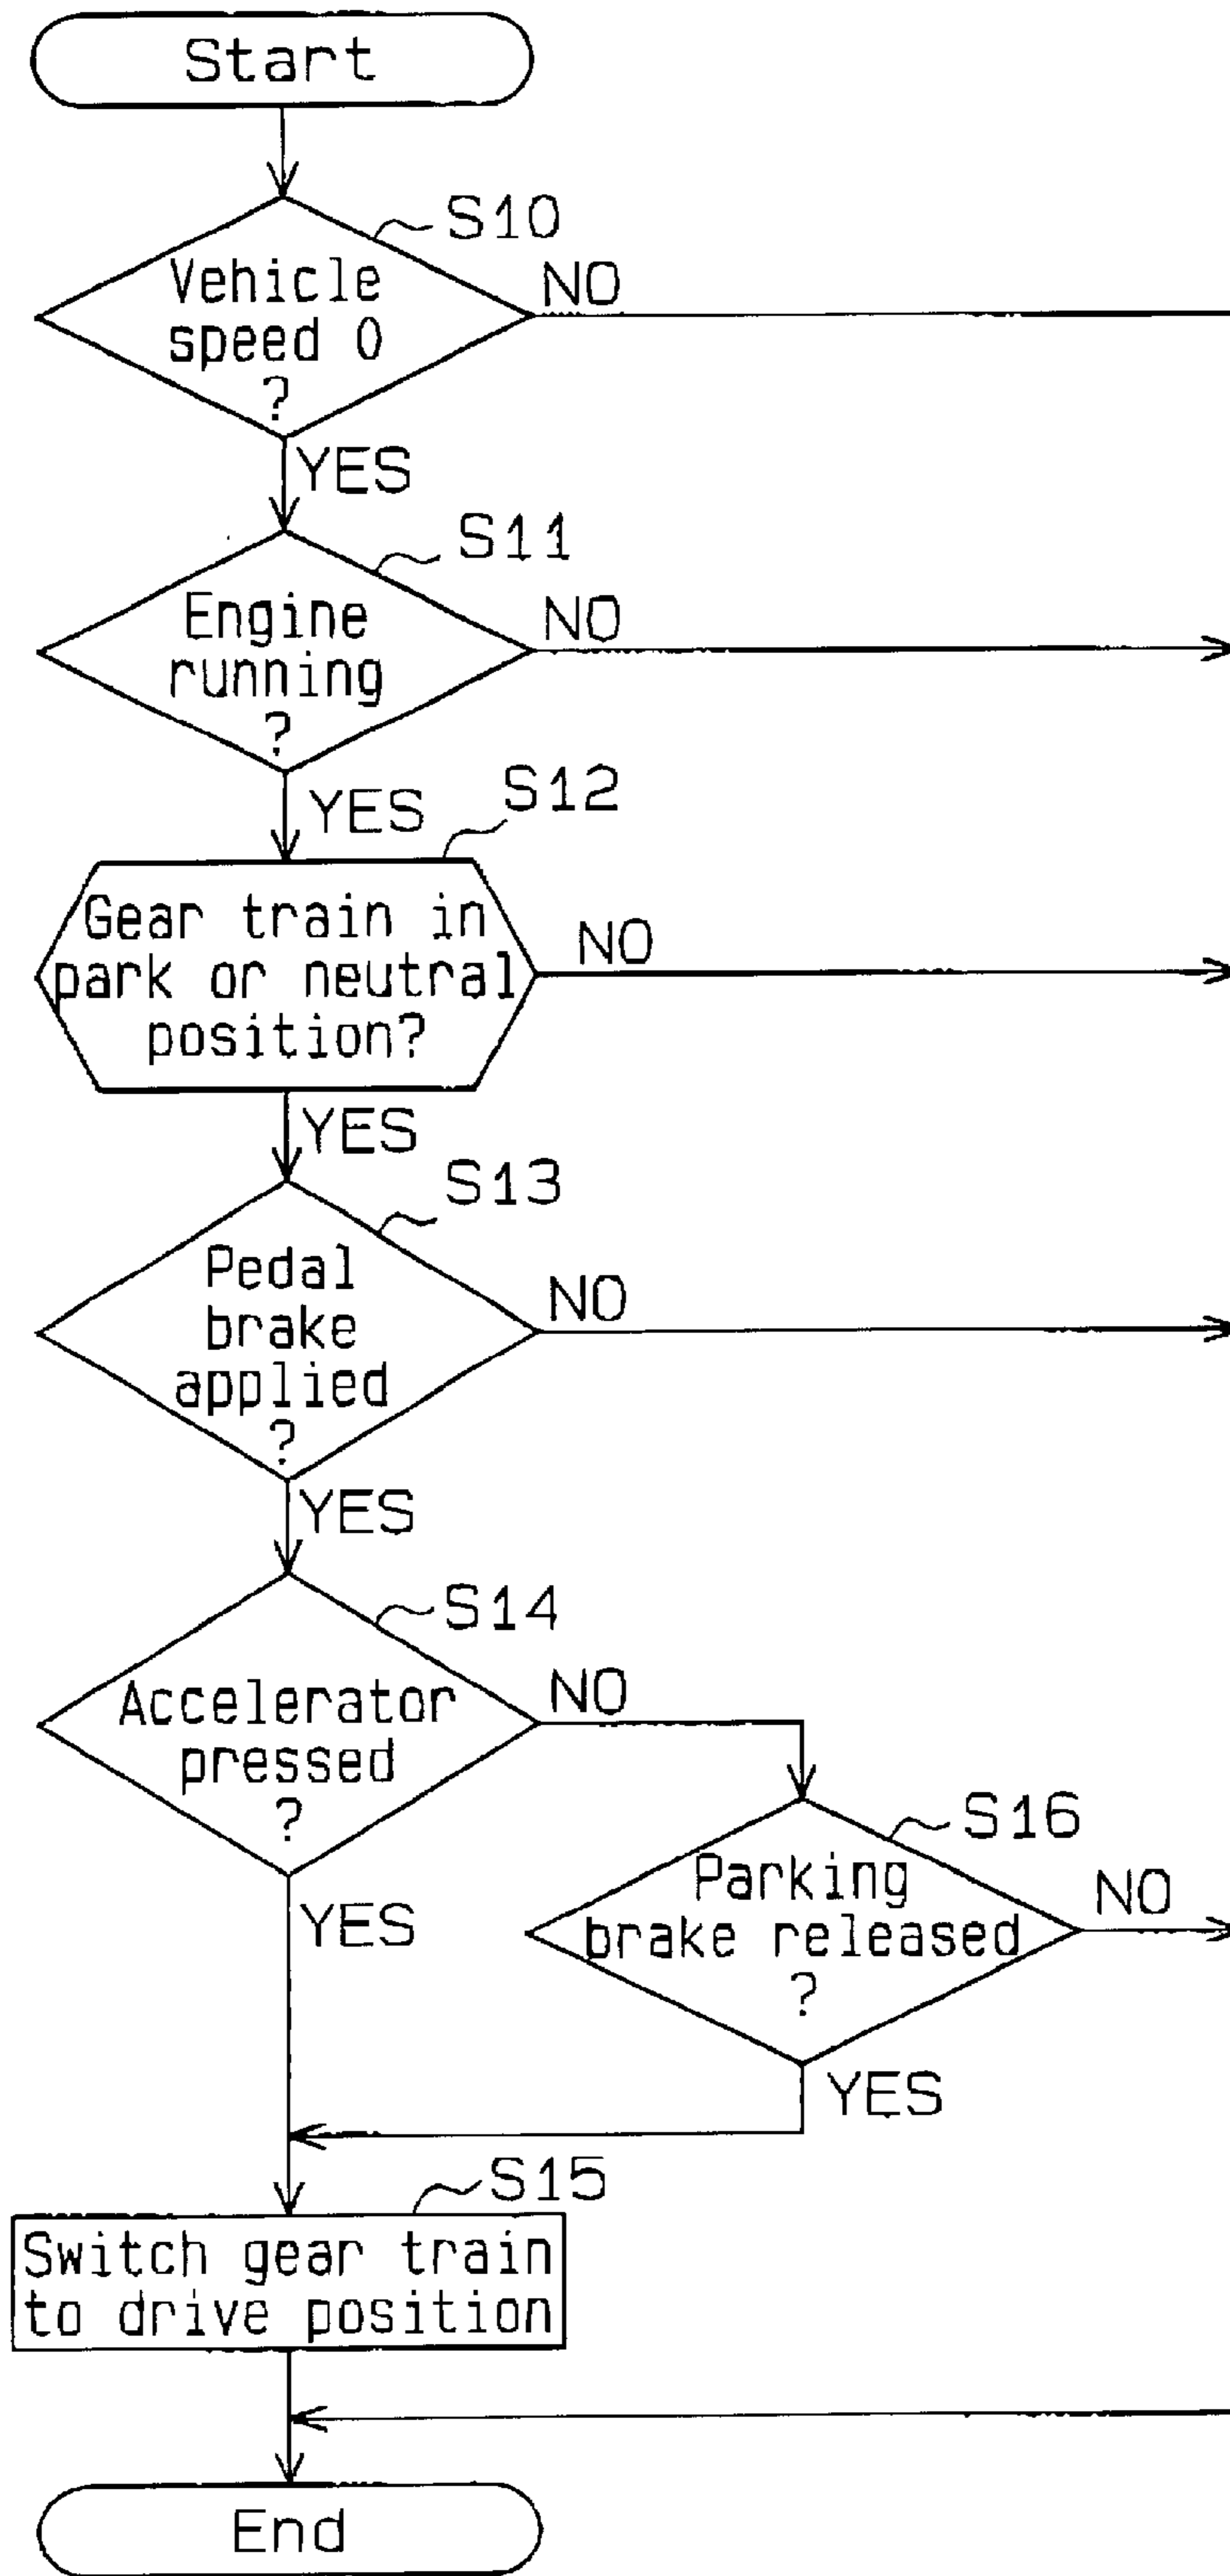 Start
S10
Vehicle
speed 0
?
NO
YES
S11
Engine
running
?
NO
YES
S12
Gear train in
park or neutral
position?
NO
YES
S13
Pedal
brake
applied
?
NO
YES
S14
Accelerator
pressed
?
NO
YES
S16
Parking
brake released
?
NO
YES
S15
Switch gear train
to drive position
End